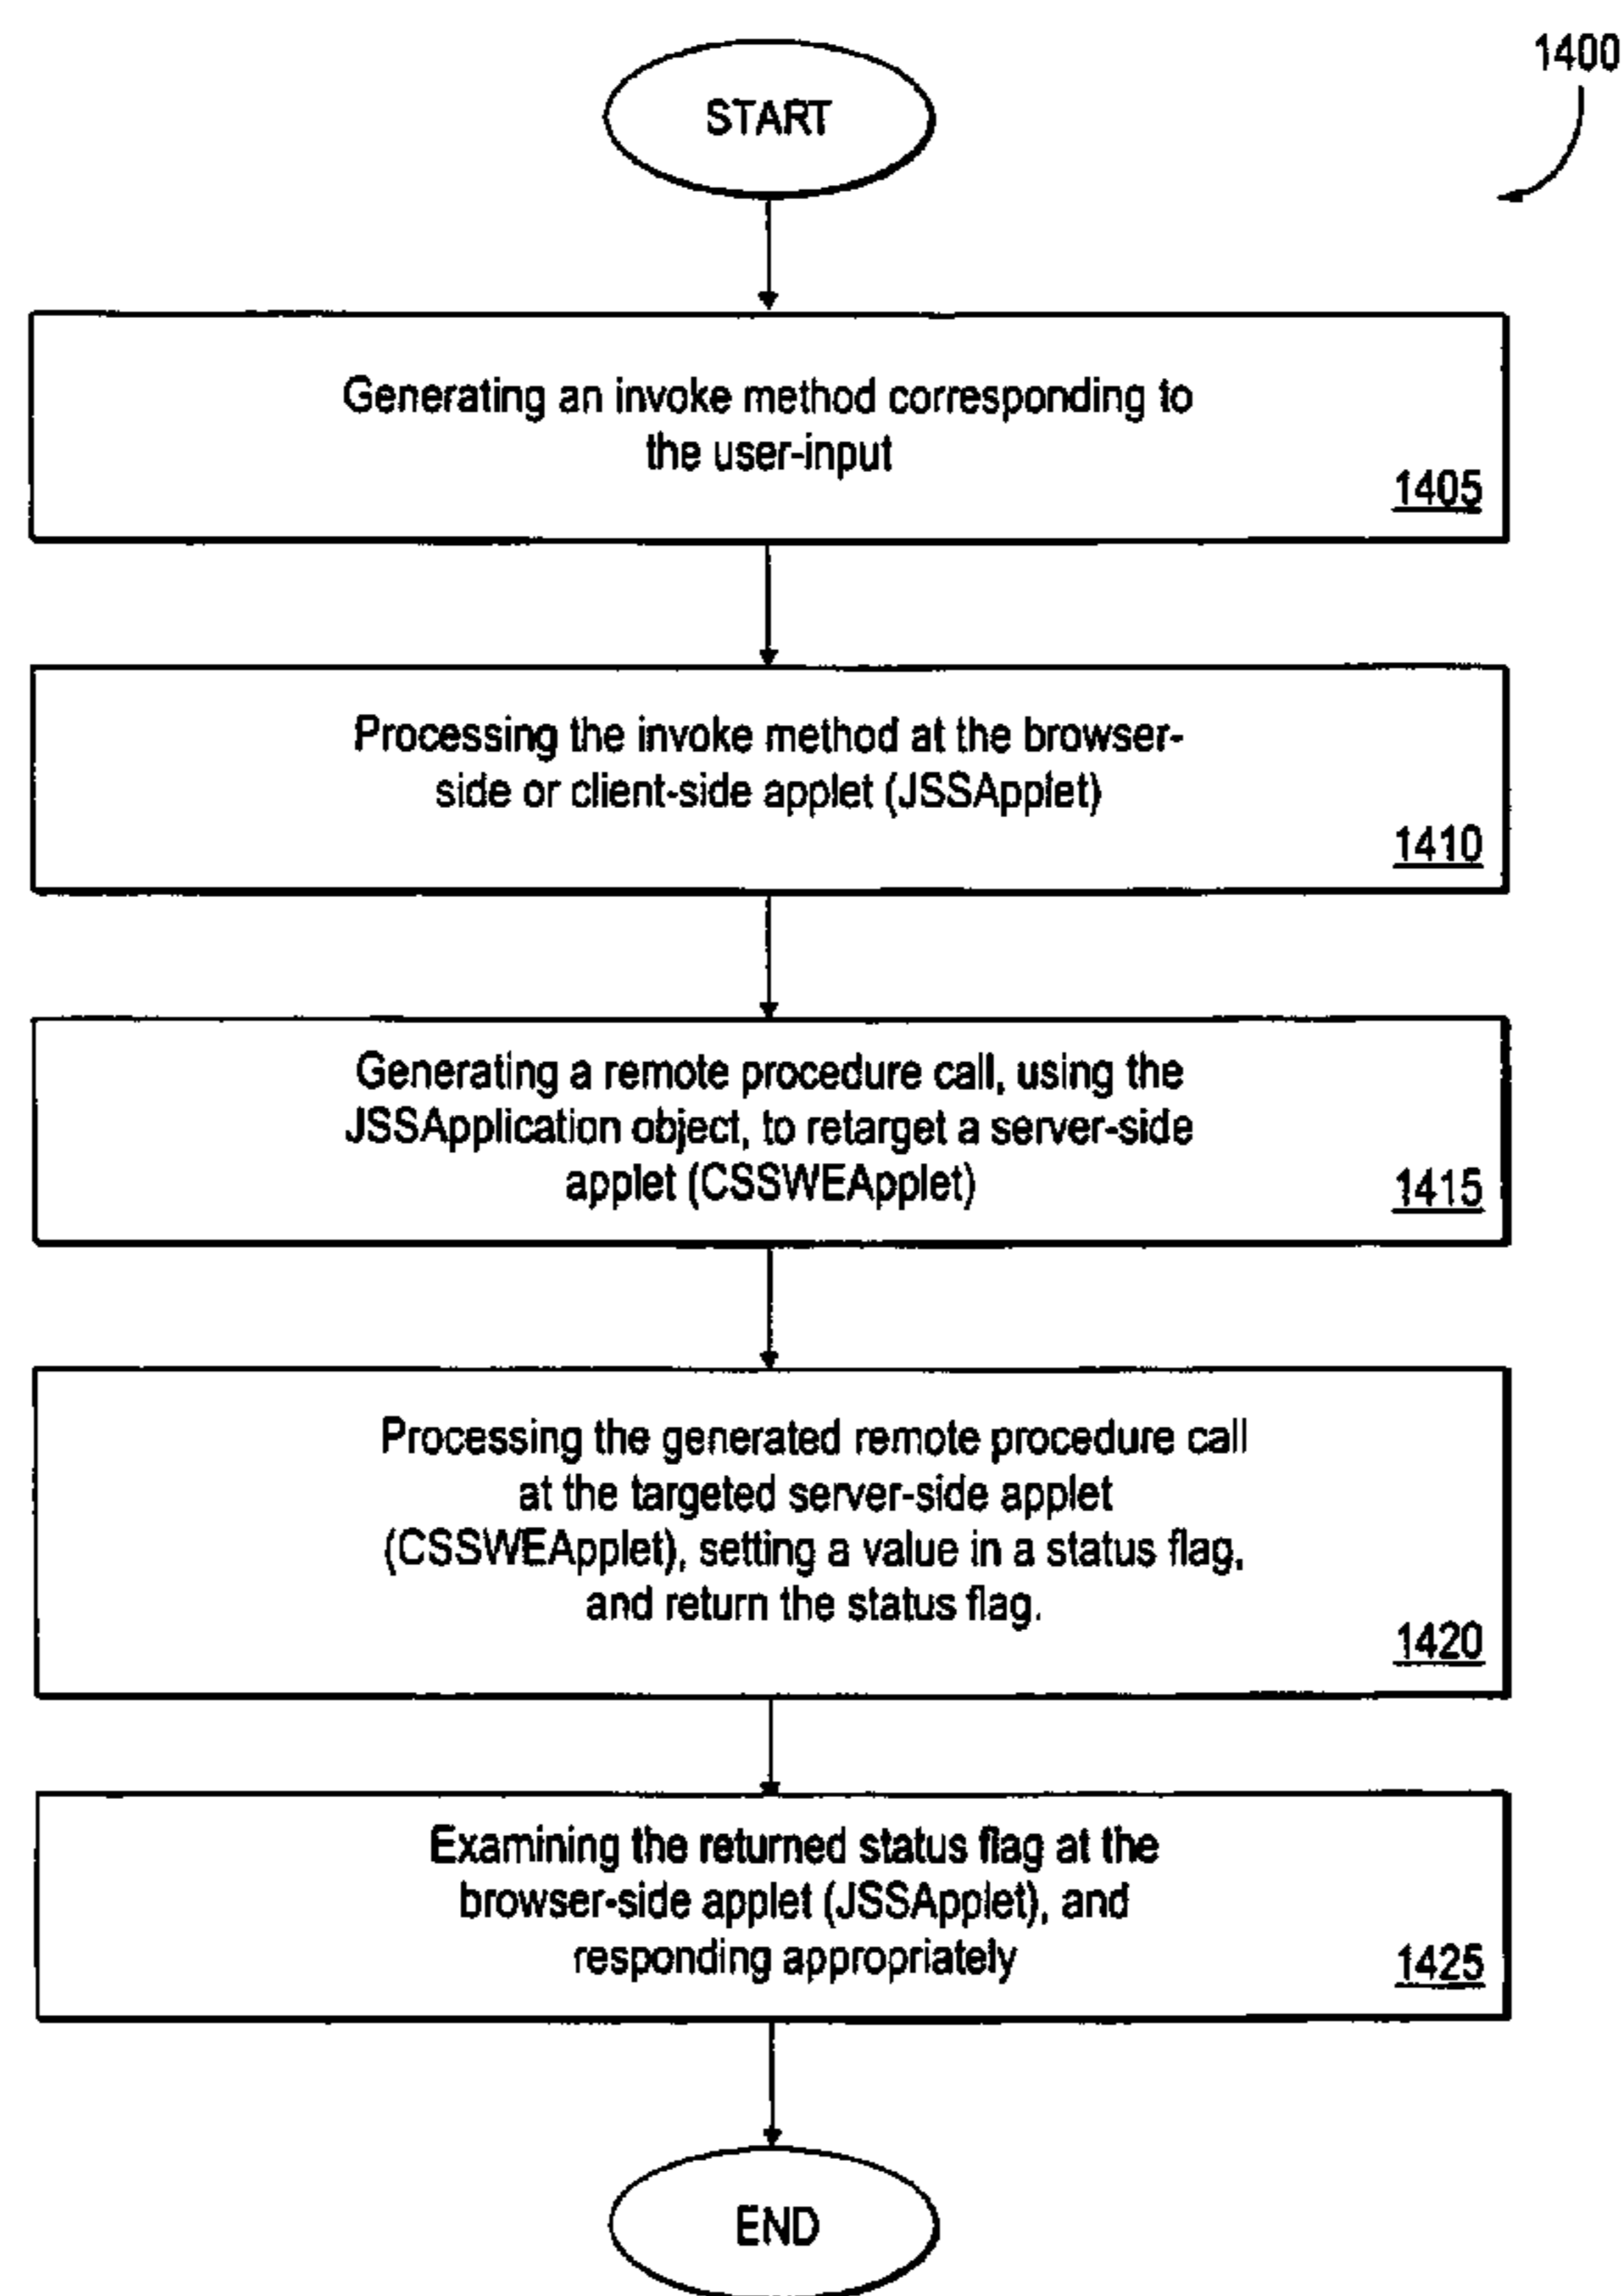 1400
START
Generating an invoke method corresponding to
the user-input
1405
Processing the invoke method at the browser-
side or client-side applet (JSSApplet)
1410
Generating a remote procedure call, using the
JSSApplication object, to retarget a server-side
applet (CSSWEApplet)
1415
Processing the generated remote procedure call
at the targeted server-side applet
(CSSWEApplet), setting a value in a status flag,
and return the status flag.
1420
Examining the returned status flag at the
browser-side applet (JSSApplet), and
responding appropriately
1425
END